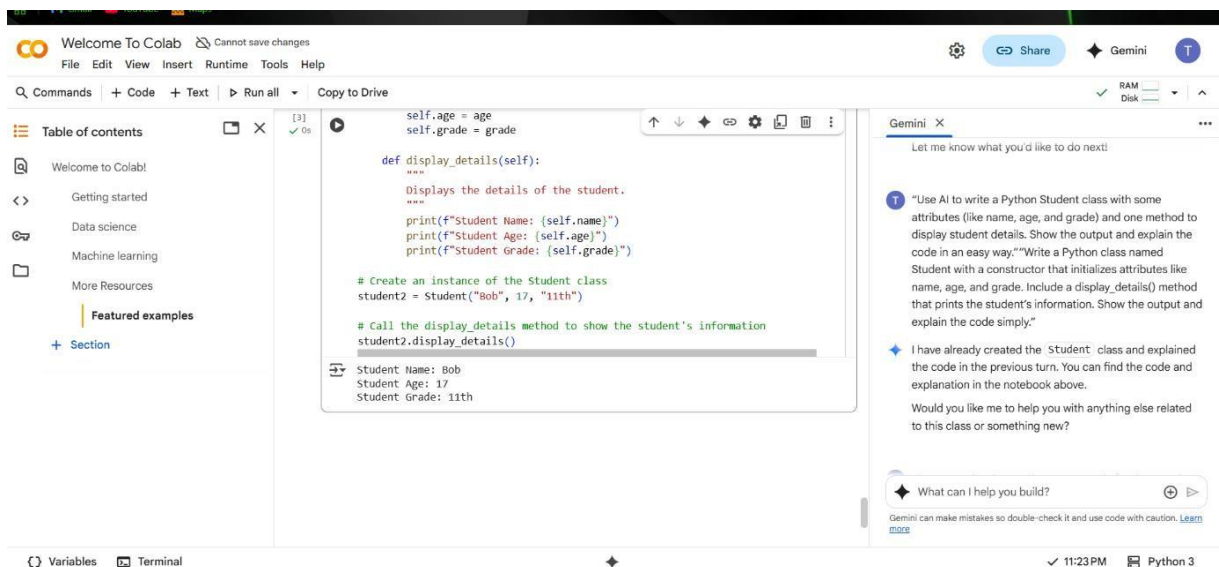 Welcome To Colab Cannot save changes
File Edit View Insert Runtime Tools Help
Share
Gemini
T
Commands + Code + Text Run all Copy to Drive
RAM
Disk
Table of contents
Welcome to Colab!
Getting started
Data science
Machine learning
More Resources
Featured examples
+ Section
[3]
0s
self.age = age
self.grade = grade
def display_details(self):
"""
Displays the details of the student.
"""
print(f"Student Name: {self.name}")
print(f"Student Age: {self.age}")
print(f"Student Grade: {self.grade}")
# Create an instance of the Student class
student2 = Student("Bob", 17, "11th")
# Call the display_details method to show the student's information
student2.display_details()
Student Name: Bob
Student Age: 17
Student Grade: 11th
Gemini
Let me know what you'd like to do next!
T
"Use AI to write a Python Student class with some
attributes (like name, age, and grade) and one method to
display student details. Show the output and explain the
code in an easy way.""Write a Python class named
Student with a constructor that initializes attributes like
name, age, and grade. Include a display_details() method
that prints the student's information. Show the output and
explain the code simply."
I have already created the Student class and explained
the code in the previous turn. You can find the code and
explanation in the notebook above.
Would you like me to help you with anything else related
to this class or something new?
What can I help you build?
Gemini can make mistakes so double-check it and use code with caution. Learn
more
{} Variables Terminal
11:23 PM Python 3